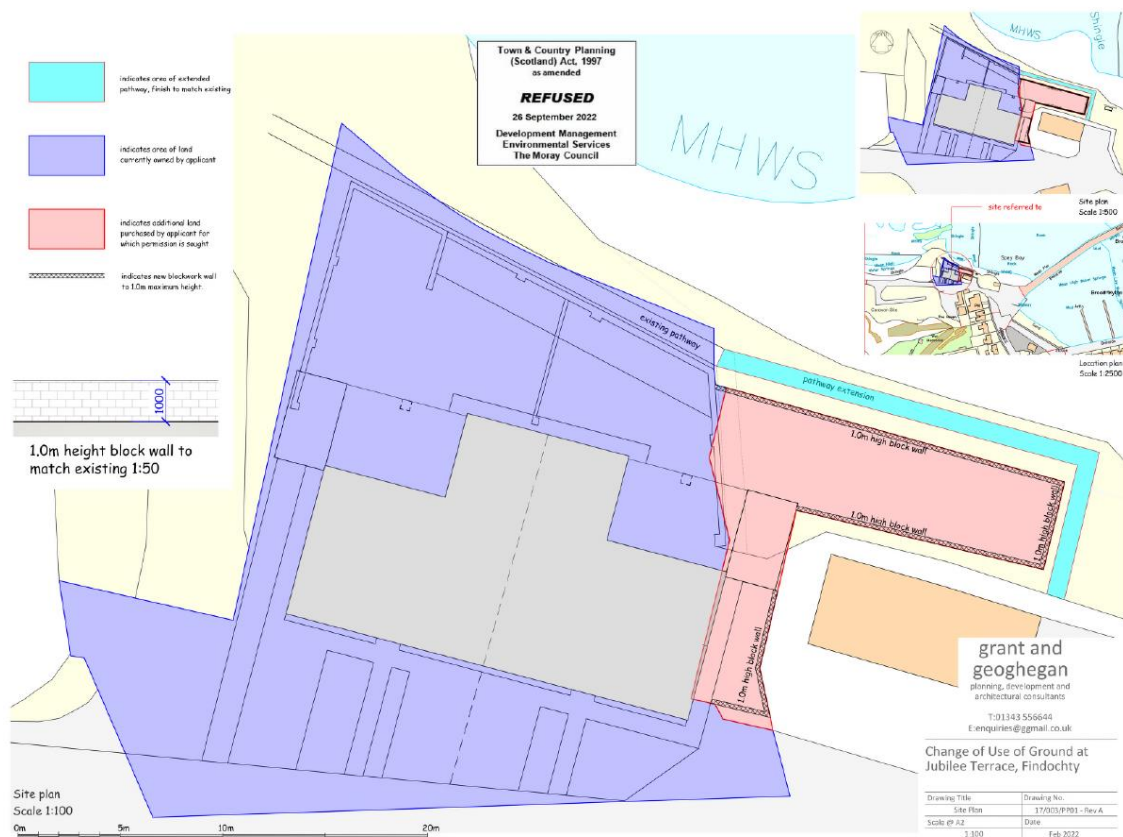 indicates area of extended
pathway, finish to match existing
indicates area of land
currently owned by applicant
indicates additional land
purchased by applicant for
which permission is sought
indicates new blockwork wall
to 1.0m maximum height.
1000
1.0m height block wall to
match existing 1:50
Town & Country Planning
(Scotland) Act, 1997
as amended
REFUSED
26 September 2022
Development Management
Environmental Services
The Moray Council
MHWS
existing pathway
pathway extension
1.0m high block wall
1.0m high block wall
1.0m high block wall
1.0m high block wall
MHWS
Shingle
Site plan
Scale 1:500
site referred to
Spey Bay
Location plan
Scale 1:2500
grant and
geoghegan
planning, development and
architectural consultants
T:01343 556644
E:enquiries@ggmail.co.uk
Change of Use of Ground at
Jubilee Terrace, Findochty
Drawing Title
Drawing No.
Site Plan
17/003/PP01 - Rev A
Scale @ A2
Date
1:100
Feb 2022
Site plan
Scale 1:100
0m
5m
10m
20m